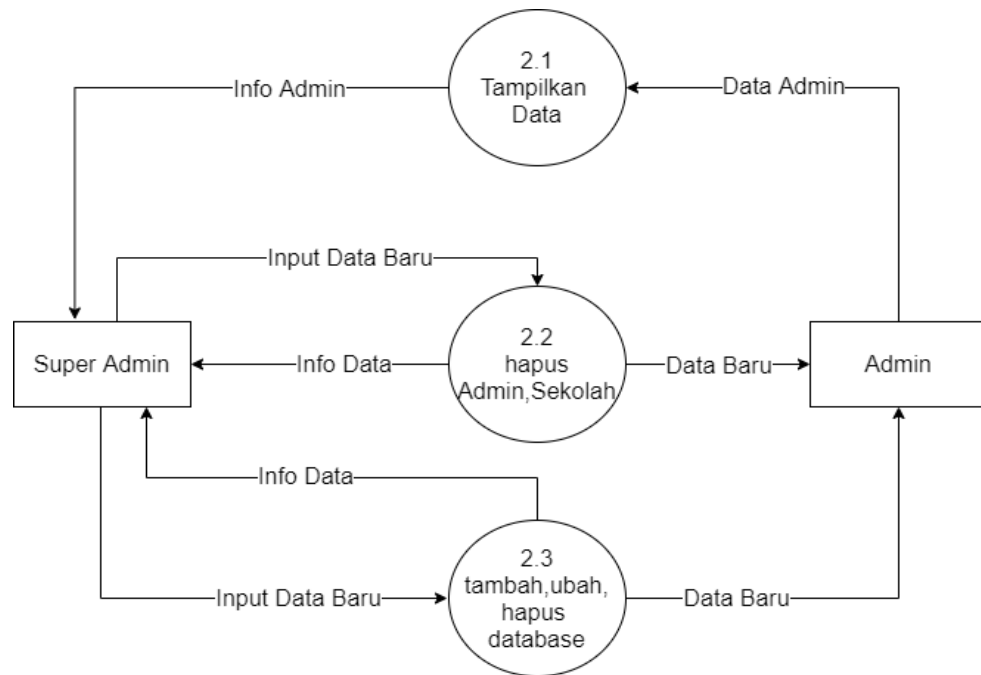 2.1
Tampilkan
Data
Info Admin
Data Admin
Input Data Baru
2.2
hapus
Admin,Sekolah
Super Admin
Info Data
Data Baru
Admin
Info Data
2.3
tambah,ubah,
hapus
database
Input Data Baru
Data Baru